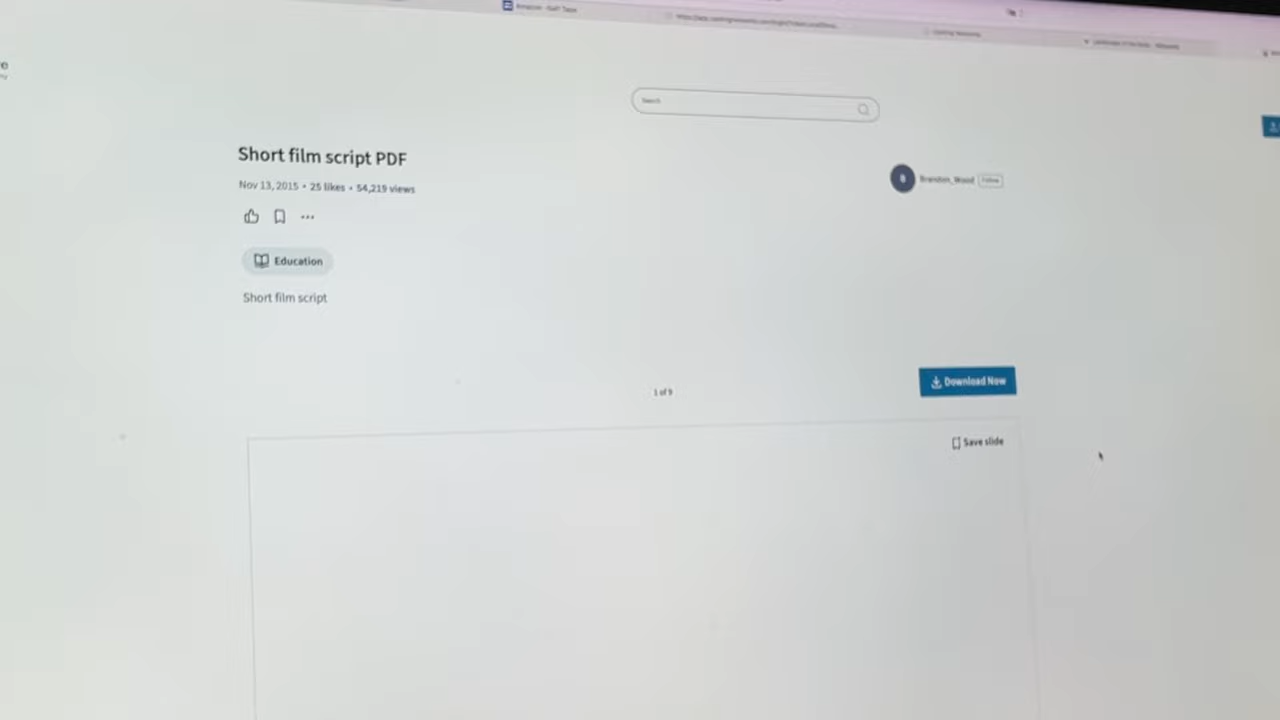 Search
Short film script PDF
Nov 13, 2015 • 25 likes • 54,219 views
Brandon_Wood Follow
Education
Short film script
1 of 9
Download Now
Save slide